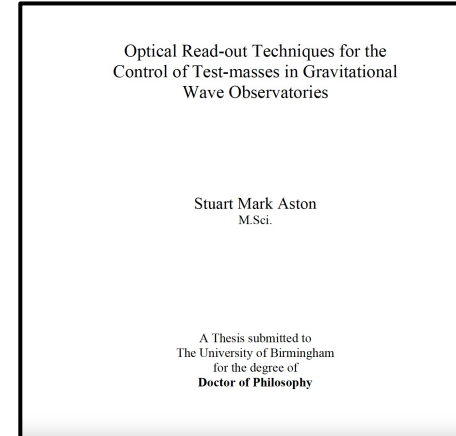 Optical Read-out Techniques for the
Control of Test-masses in Gravitational
Wave Observatories
Stuart Mark Aston
M.Sci.
A Thesis submitted to
The University of Birmingham
for the degree of
Doctor of Philosophy